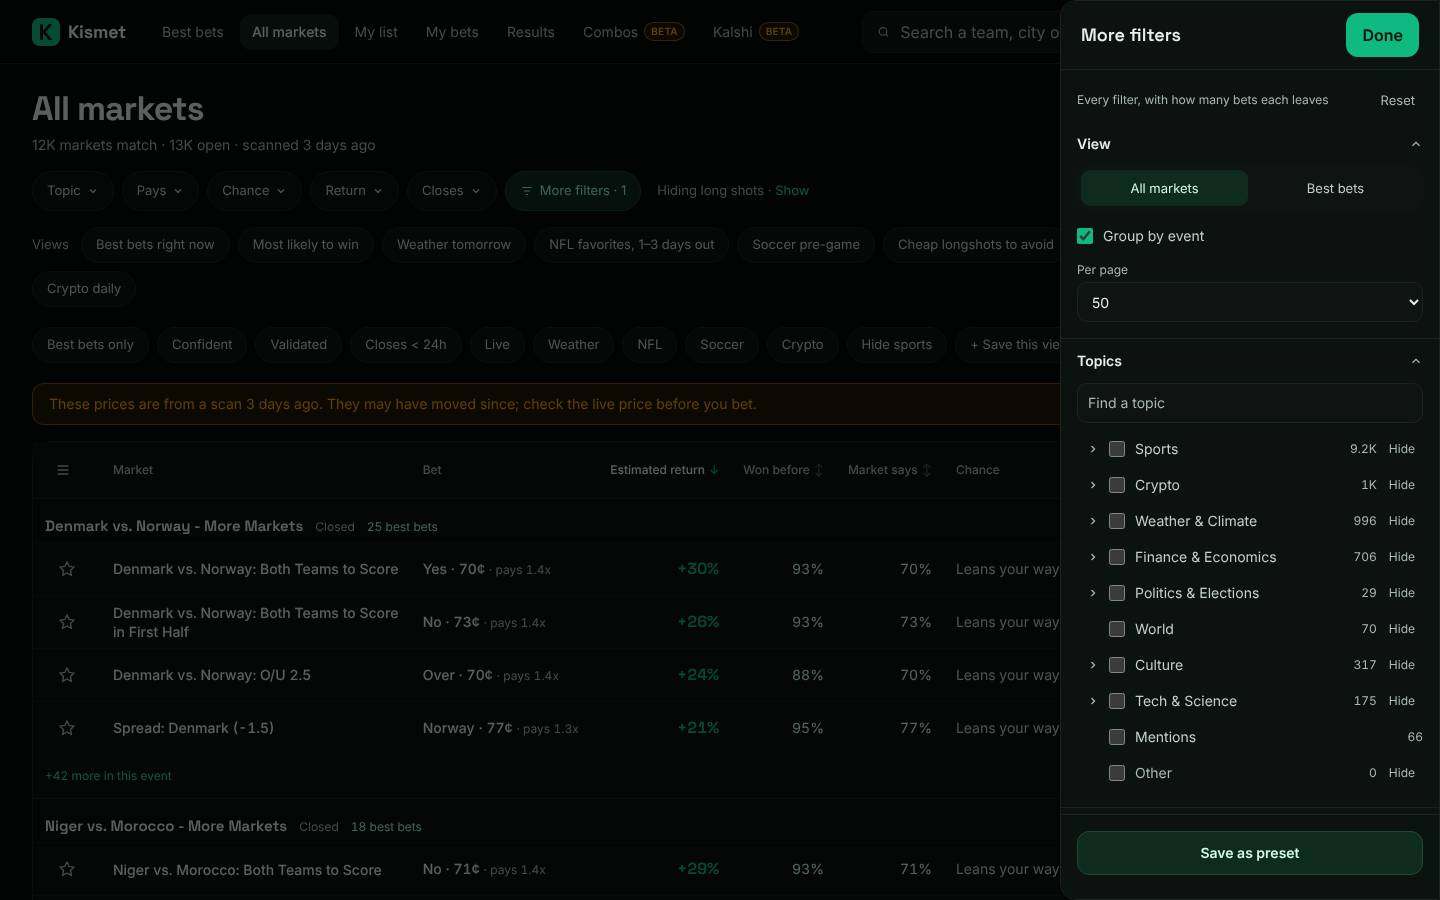 Kismet Best bets All markets My list My bets Results Combos BETA Kalshi BETA Search a team, city o
All markets
12K markets match · 13K open · scanned 3 days ago
Topic Pays Chance Return Closes More filters · 1 Hiding long shots · Show
Views Best bets right now Most likely to win Weather tomorrow NFL favorites, 1–3 days out Soccer pre-game Cheap longshots to avoid
Crypto daily
Best bets only Confident Validated Closes < 24h Live Weather NFL Soccer Crypto Hide sports + Save this vie
These prices are from a scan 3 days ago. They may have moved since; check the live price before you bet.
Market Bet Estimated return ↓ Won before Market says Chance
Denmark vs. Norway - More Markets Closed 25 best bets
Denmark vs. Norway: Both Teams to Score Yes · 70¢ · pays 1.4x +30% 93% 70% Leans your way
Denmark vs. Norway: Both Teams to Score
in First Half No · 73¢ · pays 1.4x +26% 93% 73% Leans your way
Denmark vs. Norway: O/U 2.5 Over · 70¢ · pays 1.4x +24% 88% 70% Leans your way
Spread: Denmark (-1.5) Norway · 77¢ · pays 1.3x +21% 95% 77% Leans your way
+42 more in this event
Niger vs. Morocco - More Markets Closed 18 best bets
Niger vs. Morocco: Both Teams to Score No · 71¢ · pays 1.4x +29% 93% 71% Leans your way
More filters Done
Every filter, with how many bets each leaves Reset
View
All markets Best bets
Group by event
Per page
50
Topics
Find a topic
Sports 9.2K Hide
Crypto 1K Hide
Weather & Climate 996 Hide
Finance & Economics 706 Hide
Politics & Elections 29 Hide
World 70 Hide
Culture 317 Hide
Tech & Science 175 Hide
Mentions 66
Other 0 Hide
Save as preset